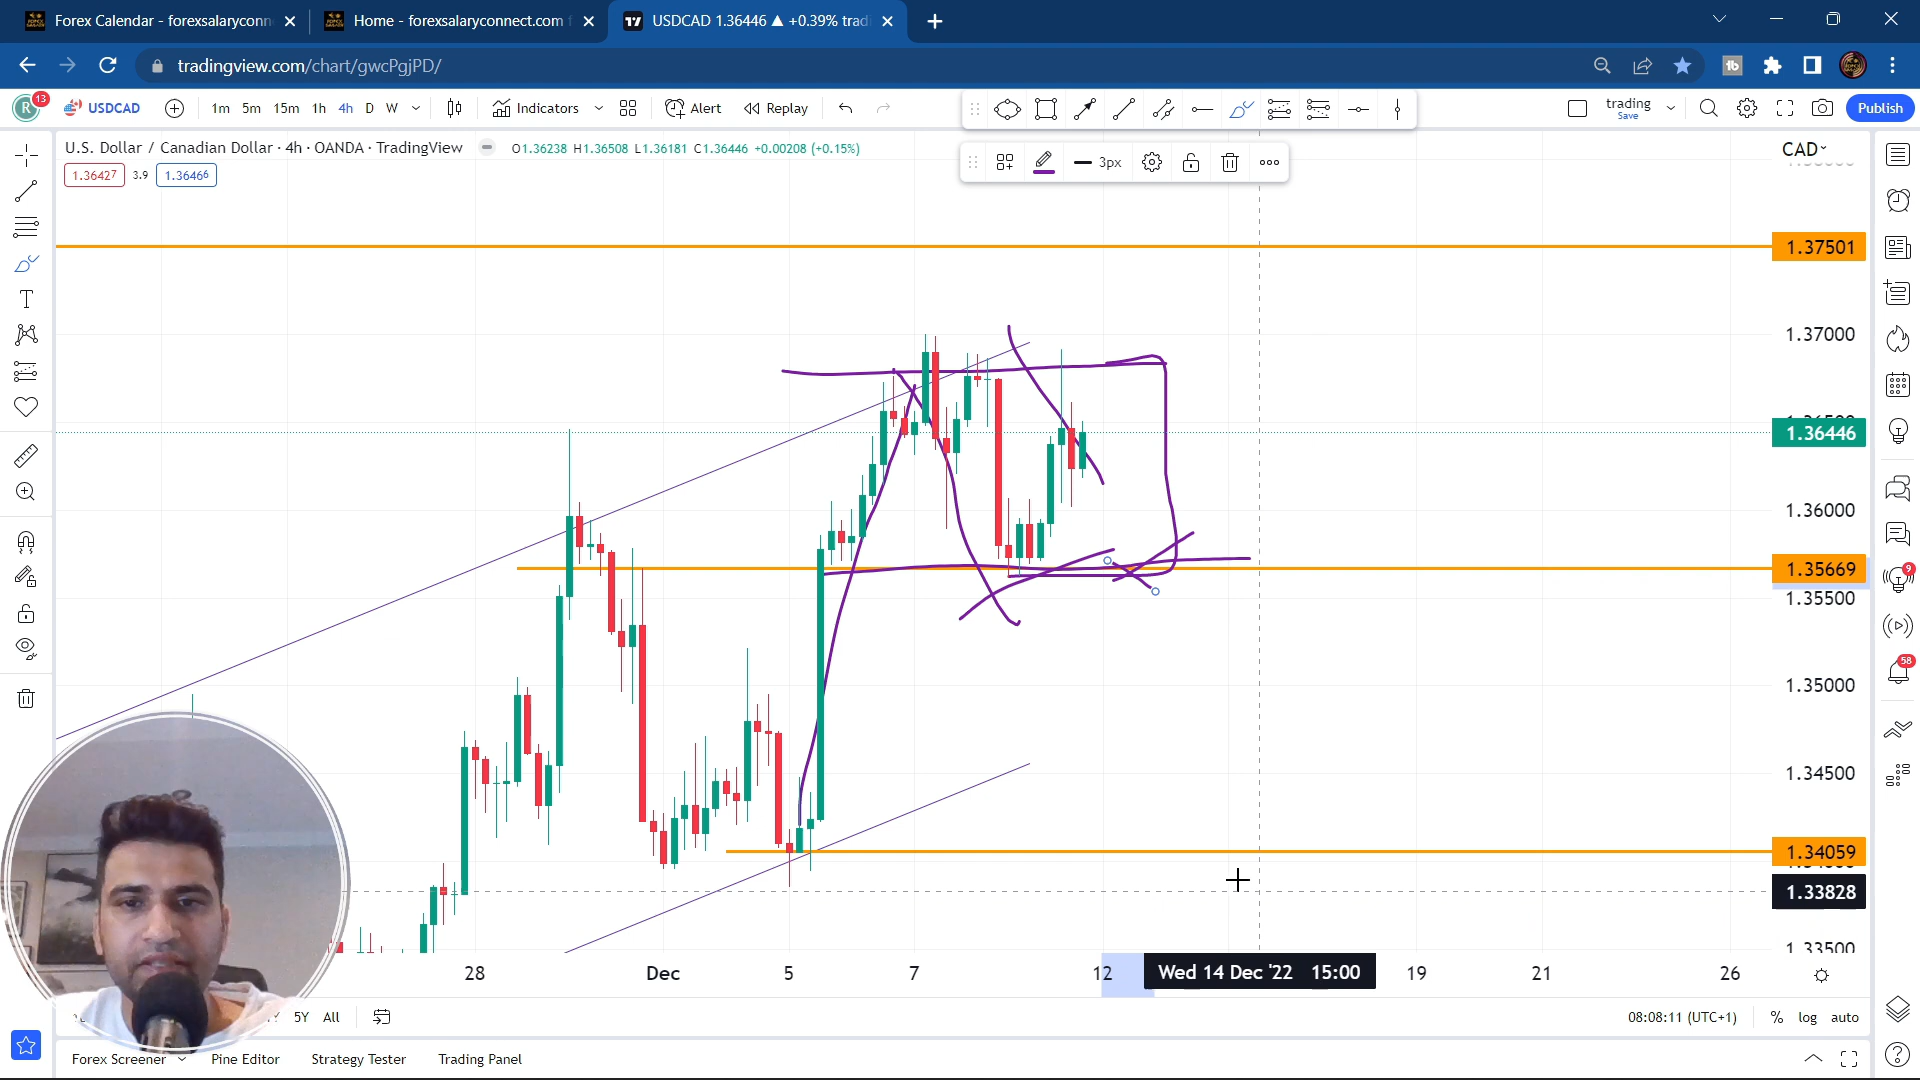 Forex Calendar - forexsalaryconn
Home - forexsalaryconnect.com f
USDCAD 1.36446 ▲ +0.39% trad
tradingview.com/chart/gwcPgjPD/
R 13
USDCAD
1m 5m 15m 1h 4h D W
Indicators
Alert
Replay
trading
Save
Publish
U.S. Dollar / Canadian Dollar · 4h · OANDA · TradingView
O1.36238 H1.36508 L1.36181 C1.36446 +0.00208 (+0.15%)
CAD
1.36427 3.9 1.36466
3px
1.37501
1.37000
1.36446
1.36000
1.35669
1.35500
1.35000
1.34500
1.34059
1.33828
1.33500
9
58
28 Dec 5 7 12 Wed 14 Dec '22 15:00 19 21 26
5Y All
08:08:11 (UTC+1) % log auto
Forex Screener Pine Editor Strategy Tester Trading Panel